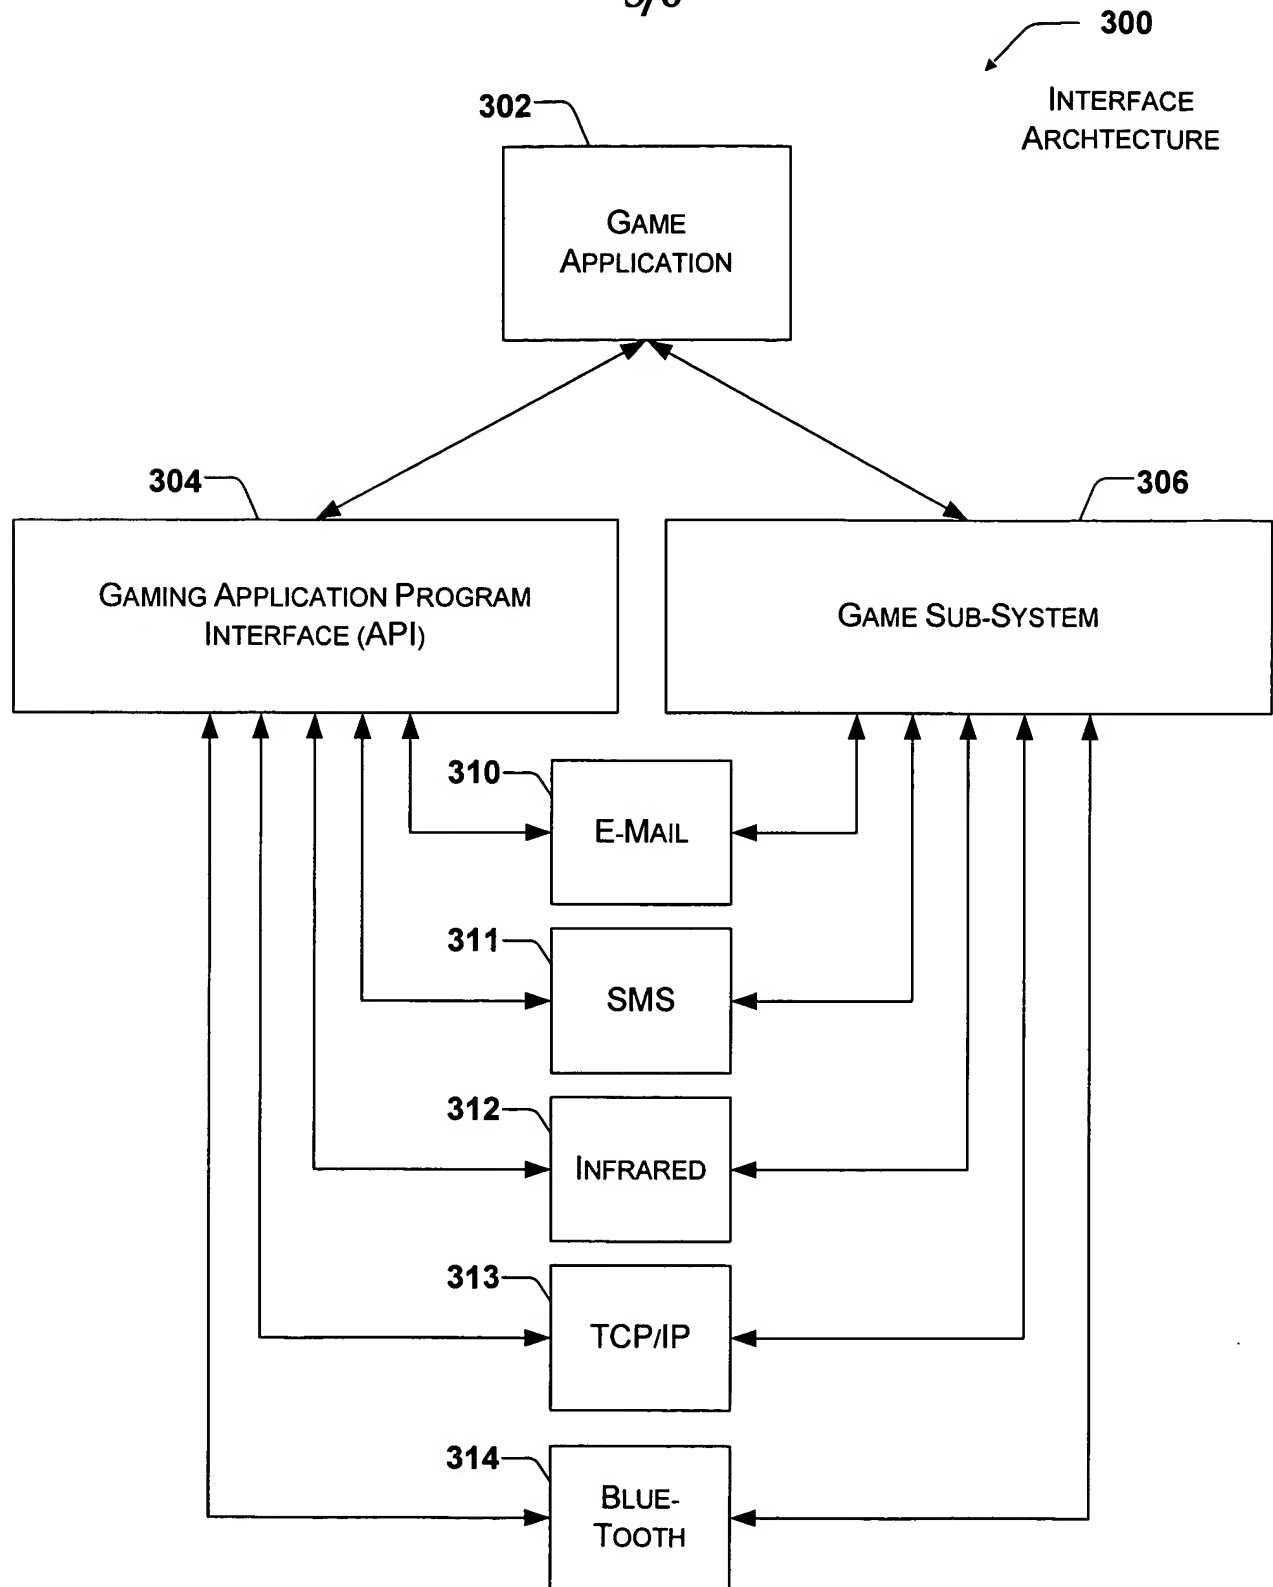 300
INTERFACE
ARCHTECTURE
302
GAME
APPLICATION
304
306
GAMING APPLICATION PROGRAM
INTERFACE (API)
GAME SUB-SYSTEM
310
E-MAIL
311
SMS
312
INFRARED
313
TCP/IP
314
BLUE-
TOOTH